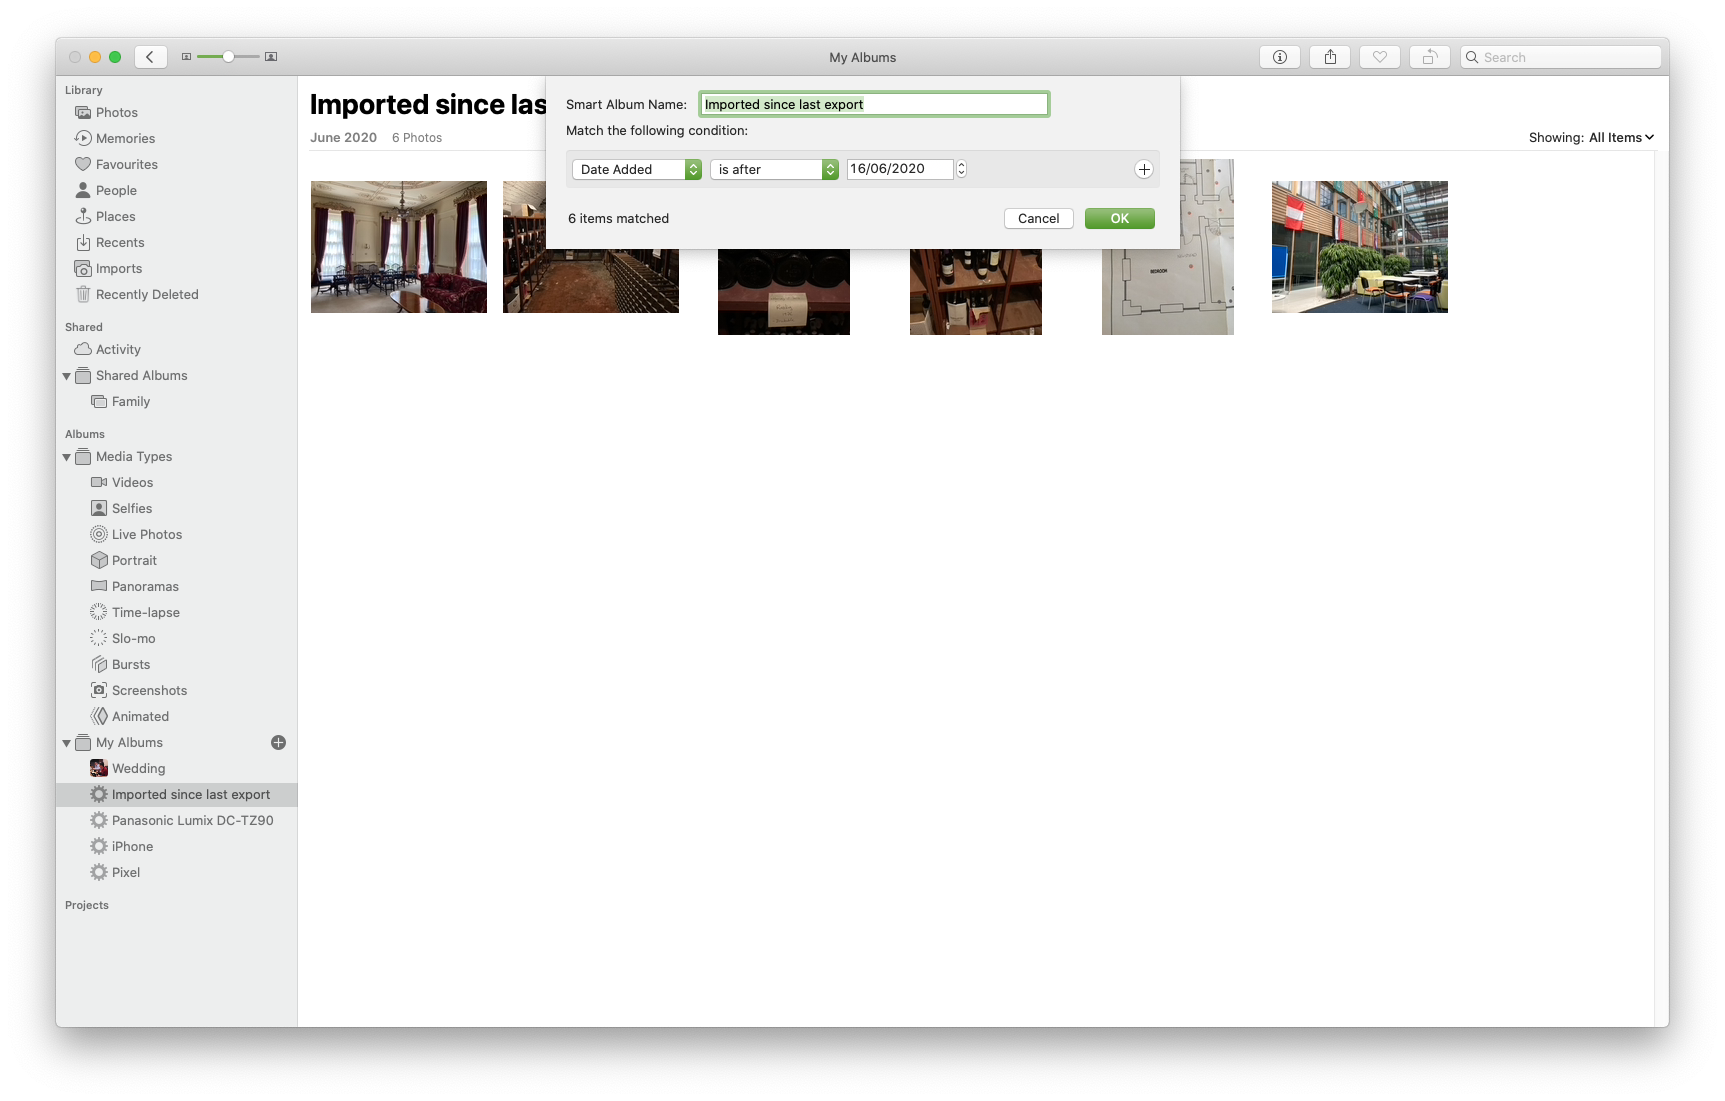 My Albums
Search
Library
Photos
Memories
Favourites
People
Places
Recents
Imports
Recently Deleted
Shared
Activity
Shared Albums
Family
Albums
Media Types
Videos
Selfies
Live Photos
Portrait
Panoramas
Time-lapse
Slo-mo
Bursts
Screenshots
Animated
My Albums
Wedding
Imported since last export
Panasonic Lumix DC-TZ90
iPhone
Pixel
Projects
Imported since las
June 2020 6 Photos
Showing: All Items
Smart Album Name: Imported since last export
Match the following condition:
Date Added is after 16/06/2020
6 items matched
Cancel OK
BEDROOM